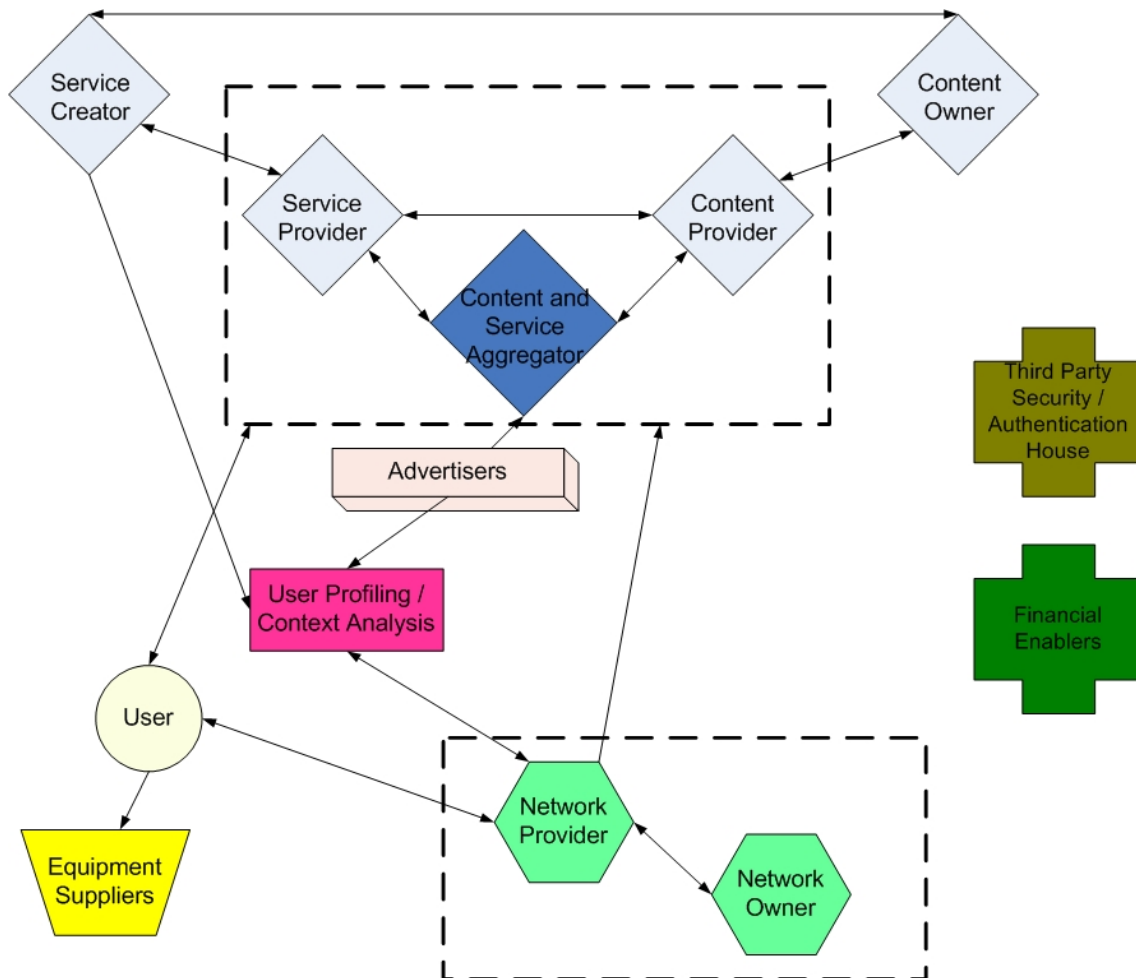 Service
Creator
Content
Owner
Service
Provider
Content
Provider
Content and
Service
Aggregator
Third Party
Security /
Authentication
House
Advertisers
User Profiling /
Context Analysis
Financial
Enablers
User
Network
Provider
Equipment
Suppliers
Network
Owner